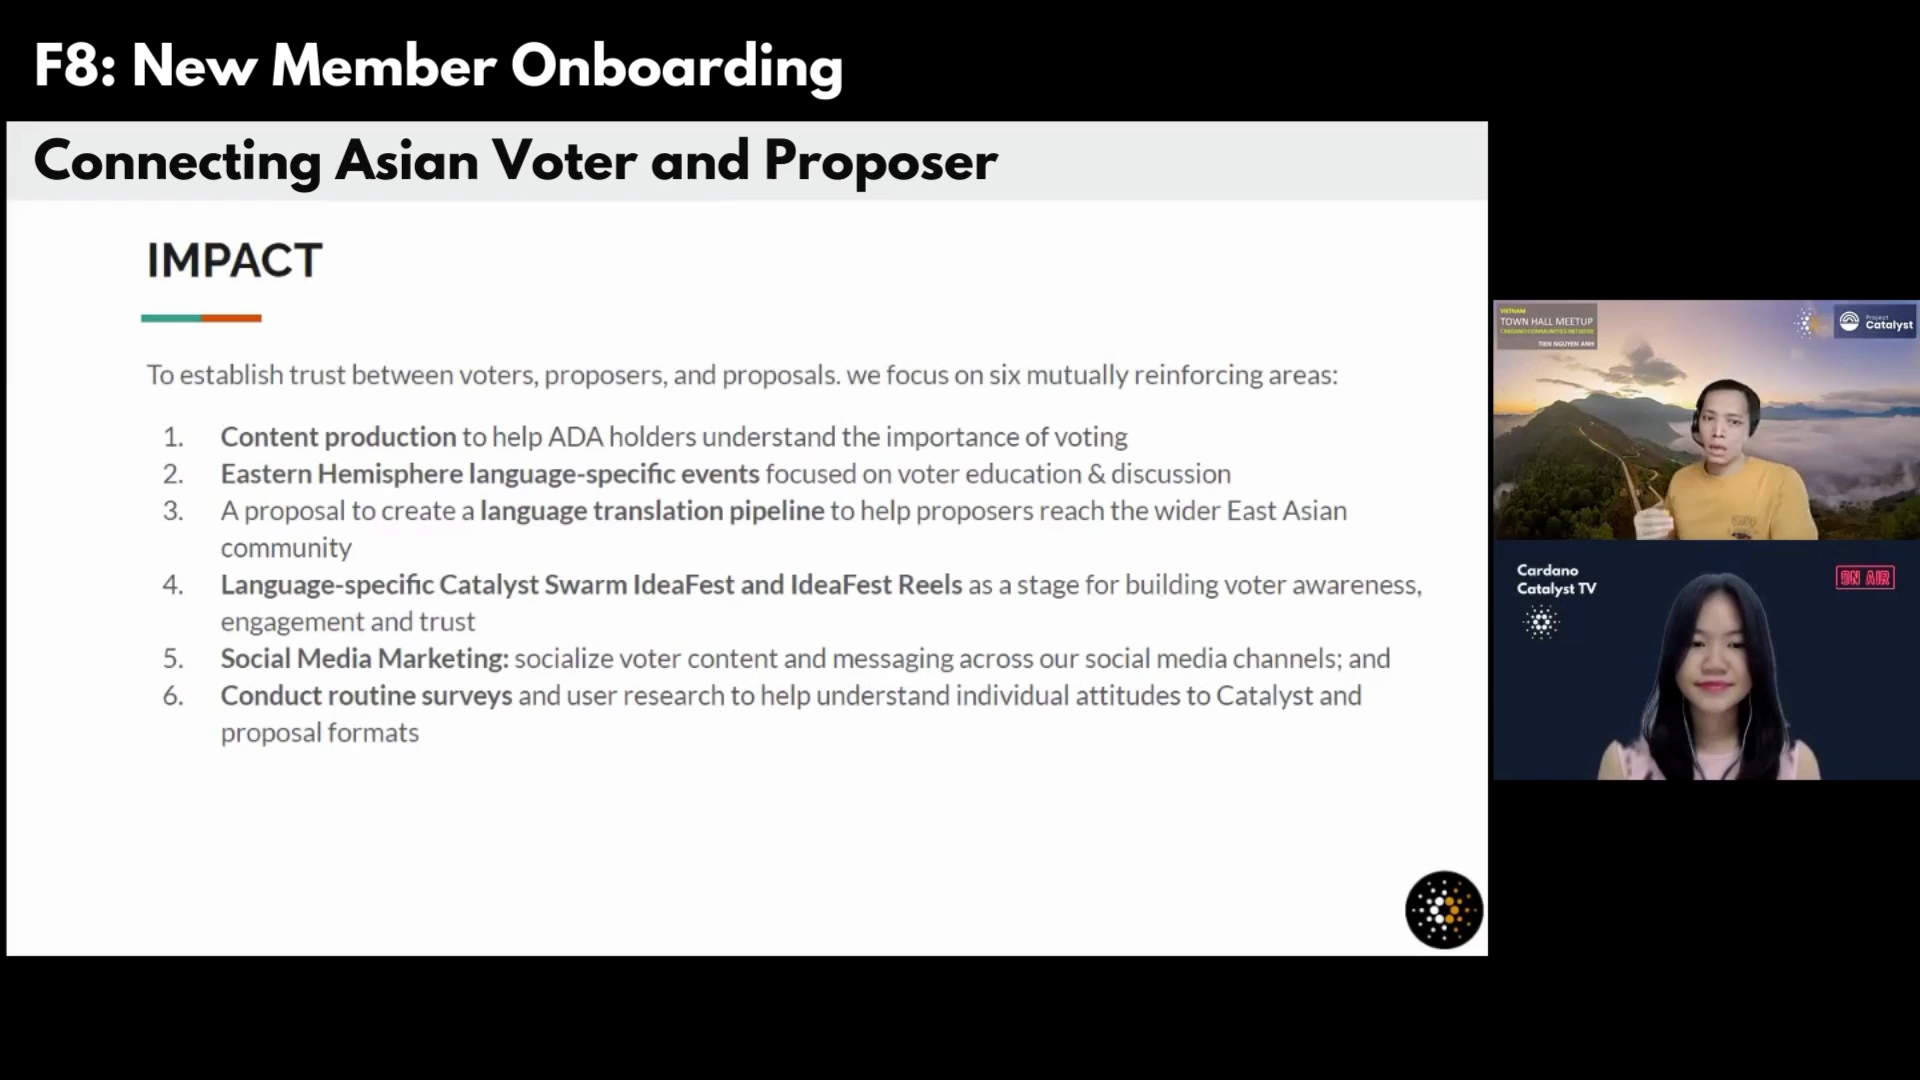 F8: New Member Onboarding
Connecting Asian Voter and Proposer
IMPACT
To establish trust between voters, proposers, and proposals. we focus on six mutually reinforcing areas:
1. Content production to help ADA holders understand the importance of voting
2. Eastern Hemisphere language-specific events focused on voter education & discussion
3. A proposal to create a language translation pipeline to help proposers reach the wider East Asian
community
4. Language-specific Catalyst Swarm IdeaFest and IdeaFest Reels as a stage for building voter awareness,
engagement and trust
5. Social Media Marketing: socialize voter content and messaging across our social media channels; and
6. Conduct routine surveys and user research to help understand individual attitudes to Catalyst and
proposal formats
VIETNAM
TOWN HALL MEETUP
TIEN NGUYEN ANH
Project
Catalyst
Cardano
Catalyst TV
ON AIR